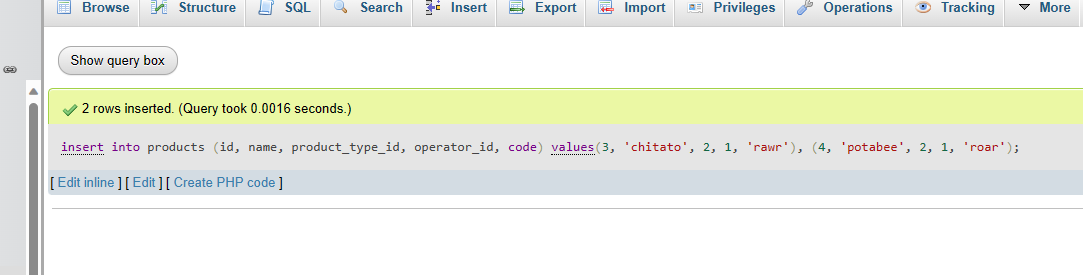 Browse Structure SQL Search Insert Export Import Privileges Operations Tracking More
Show query box
2 rows inserted. (Query took 0.0016 seconds.)
insert into products (id, name, product_type_id, operator_id, code) values(3, 'chitato', 2, 1, 'rawr'), (4, 'potabee', 2, 1, 'roar');
[ Edit inline ] [ Edit ] [ Create PHP code ]